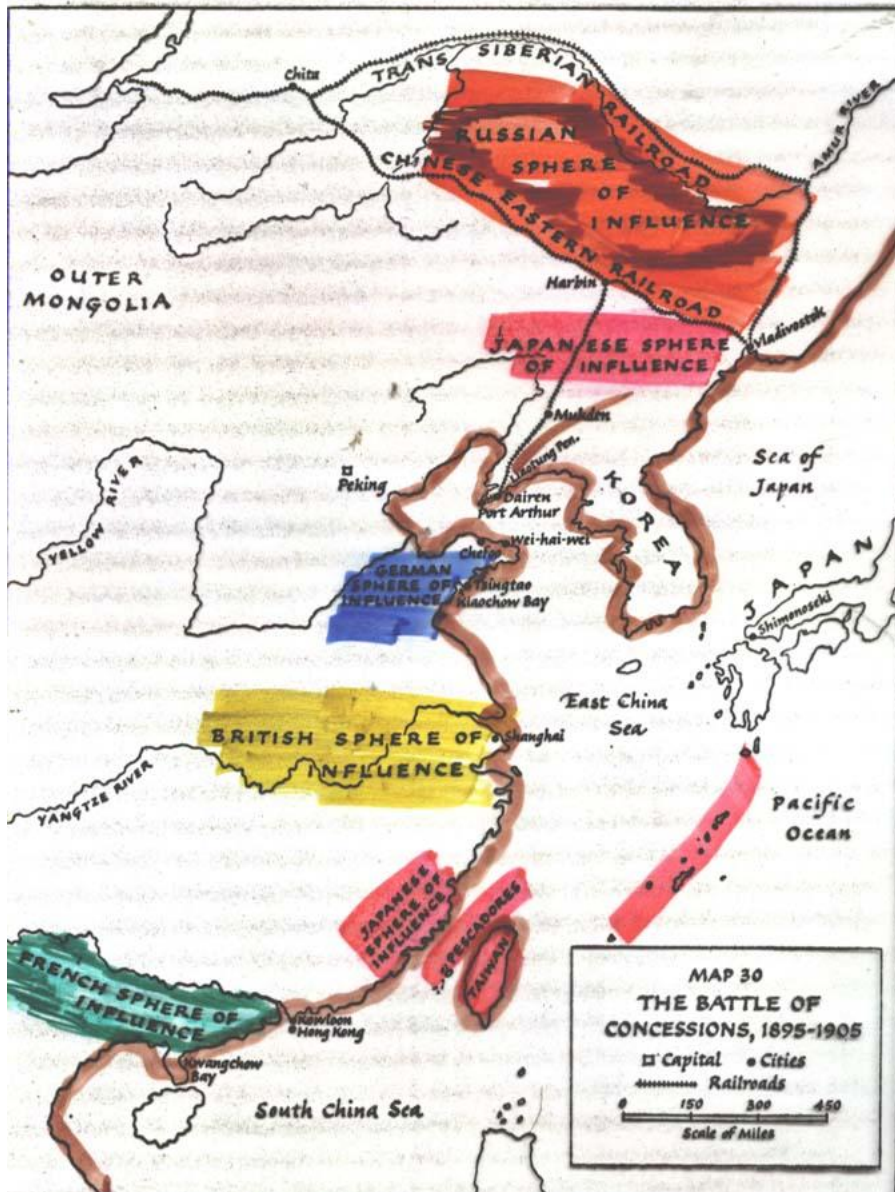 Chita
TRANS SIBERIAN RAILROAD
AMUR RIVER
RUSSIAN
SPHERE
OF
INFLUENCE
CHINESE EASTERN RAILROAD
OUTER
MONGOLIA
Harbin
Vladivostok
JAPANESE SPHERE
OF INFLUENCE
Mukden
Liaotung Pen.
KOREA
Sea of
Japan
Peking
YELLOW RIVER
Dairen
Port Arthur
Wei-hai-wei
Chefoo
GERMAN
SPHERE OF
INFLUENCE
Tsingtao
Kiaochow Bay
JAPAN
Shimonoseki
East China
Sea
BRITISH SPHERE OF
INFLUENCE
Shanghai
YANGTZE RIVER
Pacific
Ocean
JAPANESE
SPHERE OF
INFLUENCE
PESCADORES
TAIWAN
FRENCH SPHERE OF
INFLUENCE
Kowloon
Hong Kong
Kwangchow
Bay
South China Sea
MAP 30
THE BATTLE OF
CONCESSIONS, 1895-1905
Capital Cities
Railroads
150 300 450
Scale of Miles